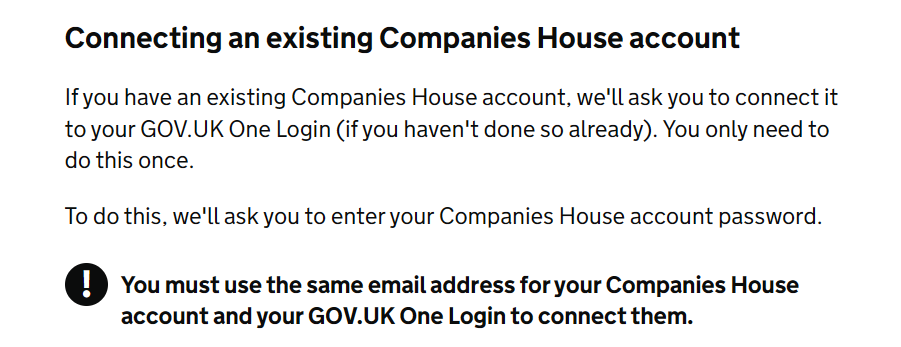 Connecting an existing Companies House account
If you have an existing Companies House account, we'll ask you to connect it
to your GOV.UK One Login (if you haven't done so already). You only need to
do this once.
To do this, we'll ask you to enter your Companies House account password.
! You must use the same email address for your Companies House
account and your GOV.UK One Login to connect them.